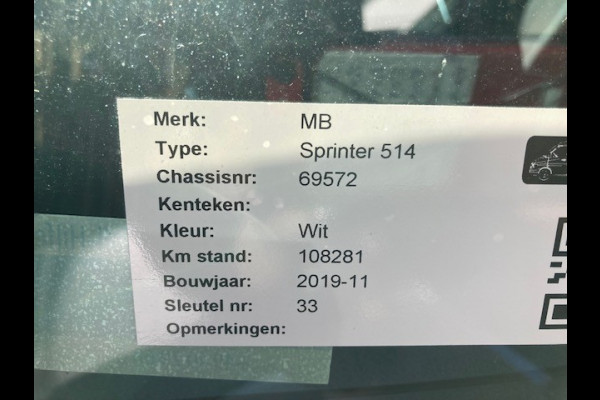 Merk: MB
Type: Sprinter 514
Chassisnr: 69572
Kenteken:
Kleur: Wit
Km stand: 108281
Bouwjaar: 2019-11
Sleutel nr: 33
Opmerkingen: